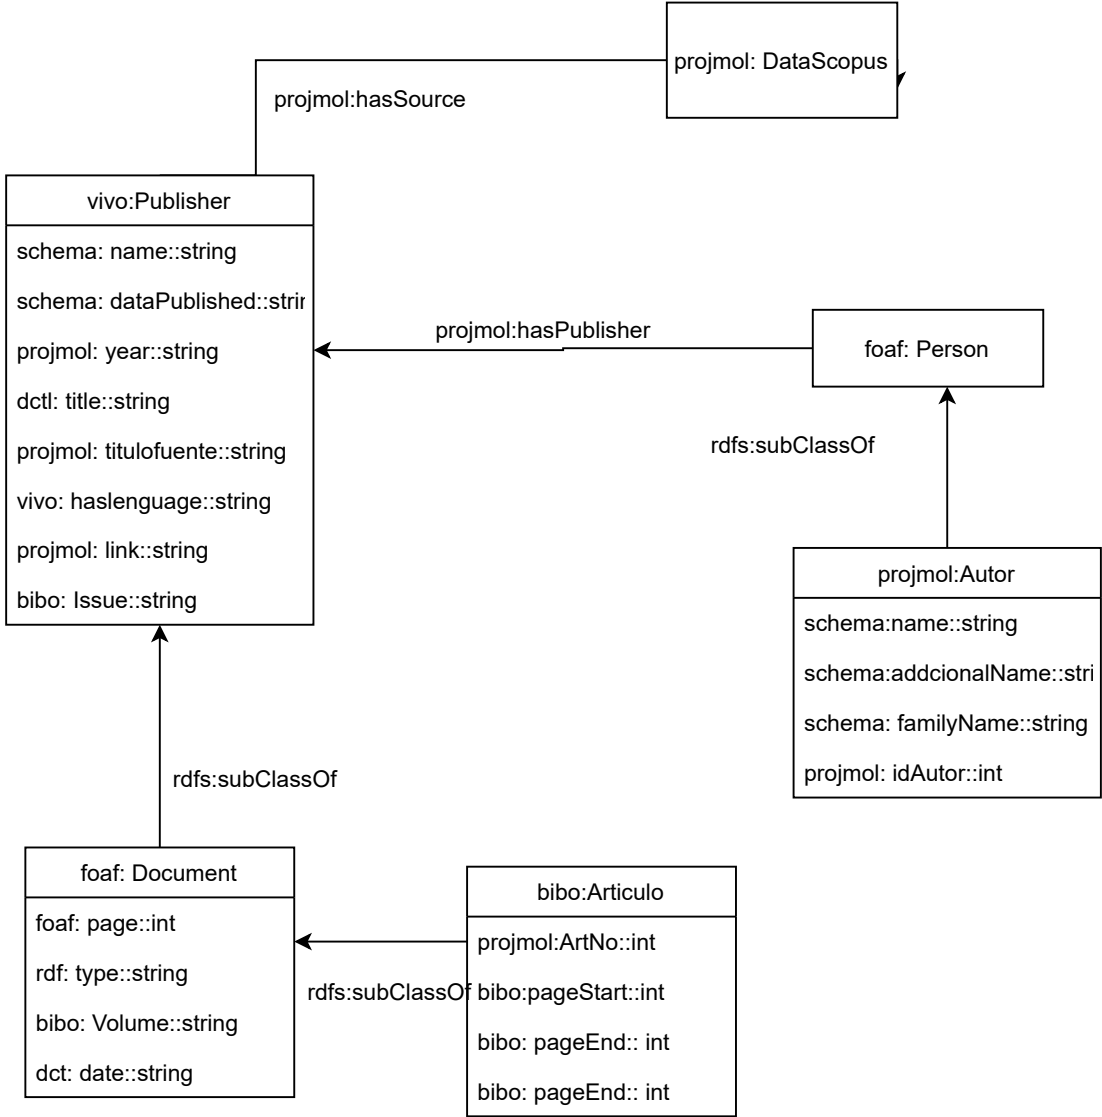 projmol: DataScopus
projmol:hasSource
vivo:Publisher
schema: name::string
schema: dataPublished::strin
projmol: year::string
dctl: title::string
projmol: titulofuente::string
vivo: haslenguage::string
projmol: link::string
bibo: Issue::string
projmol:hasPublisher
foaf: Person
rdfs:subClassOf
projmol:Autor
schema:name::string
schema:addcionalName::stri
schema: familyName::string
projmol: idAutor::int
rdfs:subClassOf
foaf: Document
foaf: page::int
rdf: type::string
bibo: Volume::string
dct: date::string
rdfs:subClassOf
bibo:Articulo
projmol:ArtNo::int
bibo:pageStart::int
bibo: pageEnd:: int
bibo: pageEnd:: int